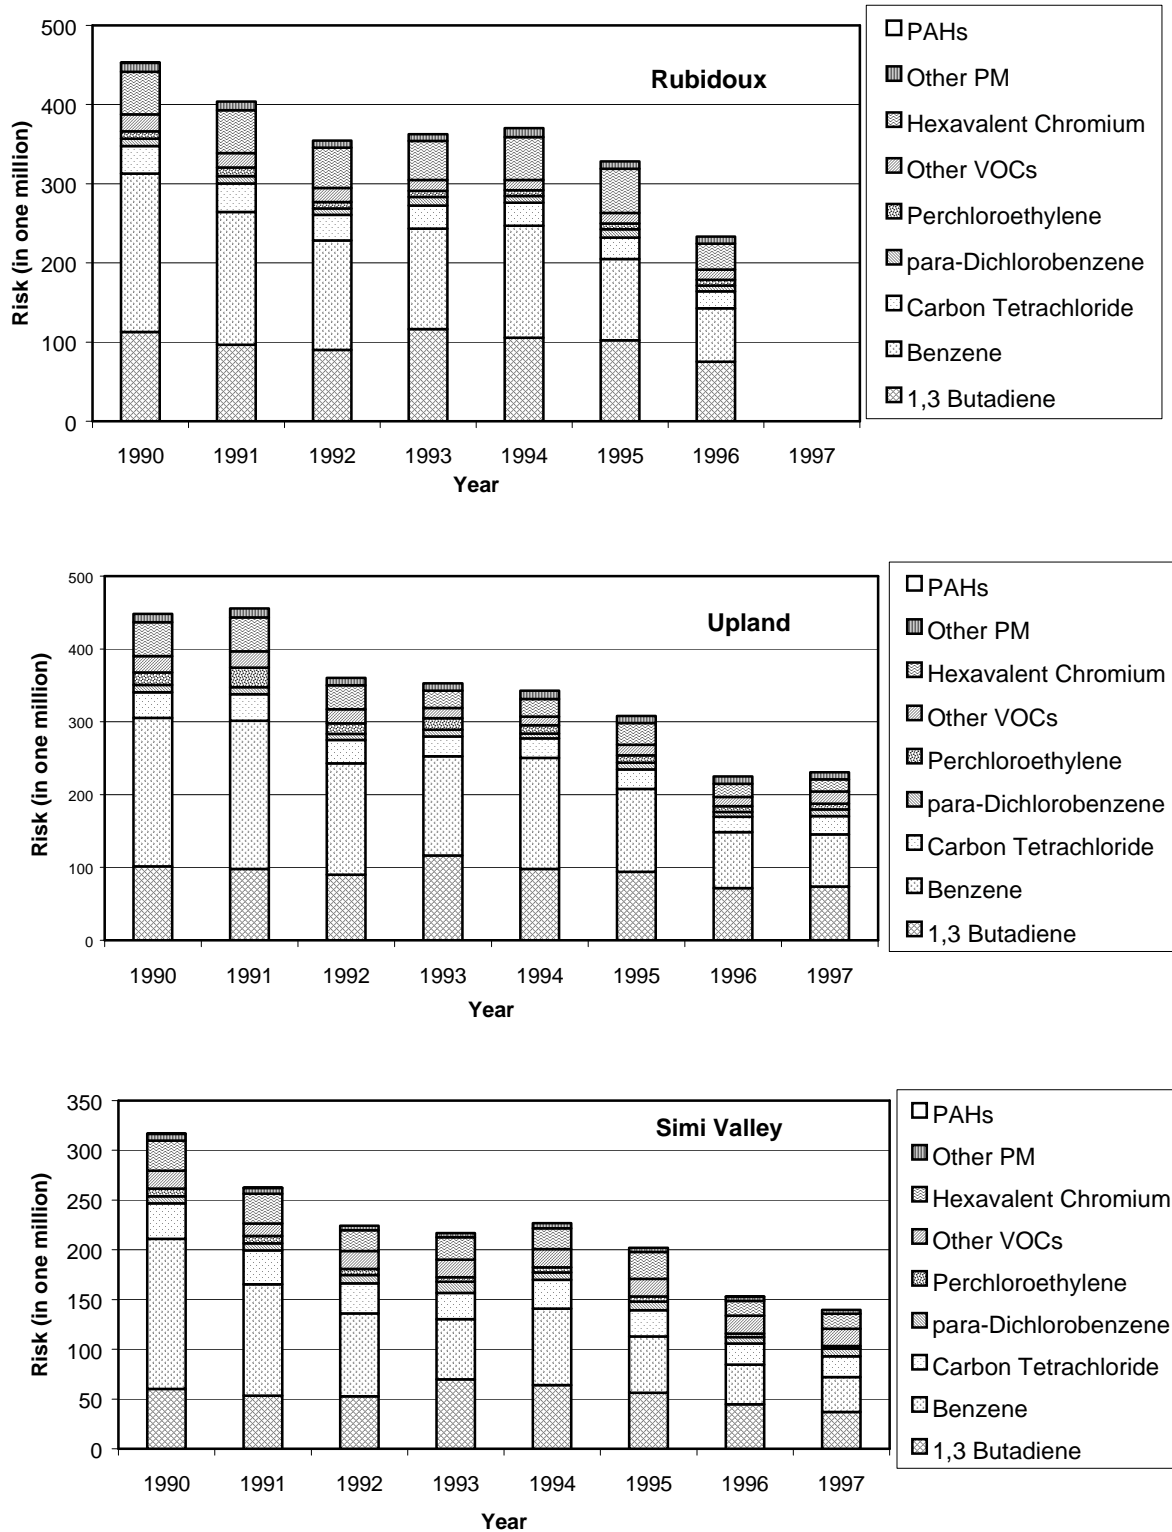 Rubidoux
Risk (in one million)
500
400
300
200
100
0
1990 1991 1992 1993 1994 1995 1996 1997
Year
PAHs
Other PM
Hexavalent Chromium
Other VOCs
Perchloroethylene
para-Dichlorobenzene
Carbon Tetrachloride
Benzene
1,3 Butadiene
Upland
Risk (in one million)
500
400
300
200
100
0
1990 1991 1992 1993 1994 1995 1996 1997
Year
PAHs
Other PM
Hexavalent Chromium
Other VOCs
Perchloroethylene
para-Dichlorobenzene
Carbon Tetrachloride
Benzene
1,3 Butadiene
Simi Valley
Risk (in one million)
350
300
250
200
150
100
50
0
1990 1991 1992 1993 1994 1995 1996 1997
Year
PAHs
Other PM
Hexavalent Chromium
Other VOCs
Perchloroethylene
para-Dichlorobenzene
Carbon Tetrachloride
Benzene
1,3 Butadiene